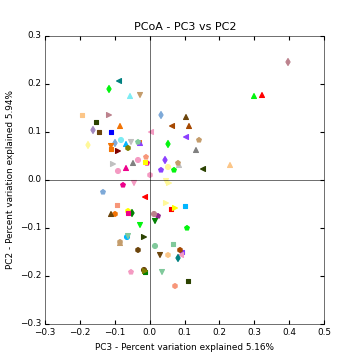 PCoA - PC3 vs PC2
0.3
0.2
0.1
0.0
−0.1
−0.2
−0.3
PC2 - Percent variation explained 5.94%
−0.3 −0.2 −0.1 0.0 0.1 0.2 0.3 0.4 0.5
PC3 - Percent variation explained 5.16%